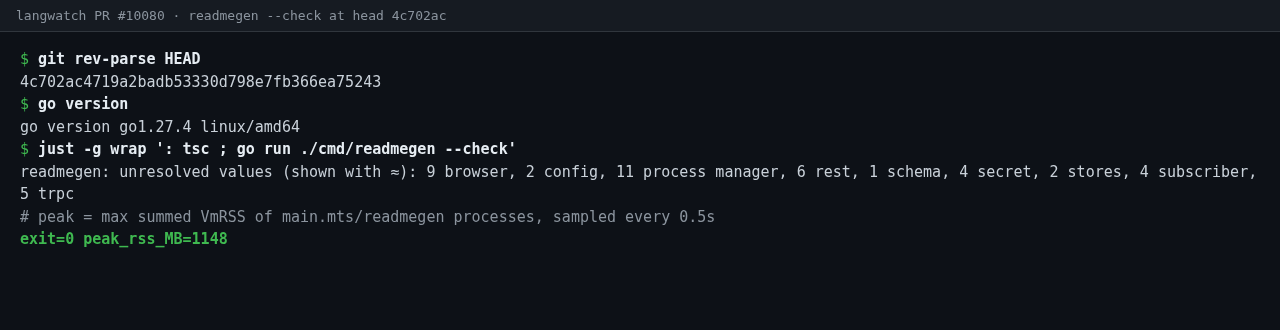 langwatch PR #10080 · readmegen --check at head 4c702ac
$ git rev-parse HEAD
4c702ac4719a2badb53330d798e7fb366ea75243
$ go version
go version go1.27.4 linux/amd64
$ just -g wrap ': tsc ; go run ./cmd/readmegen --check'
readmegen: unresolved values (shown with ≈): 9 browser, 2 config, 11 process manager, 6 rest, 1 schema, 4 secret, 2 stores, 4 subscriber,
5 trpc
# peak = max summed VmRSS of main.mts/readmegen processes, sampled every 0.5s
exit=0 peak_rss_MB=1148